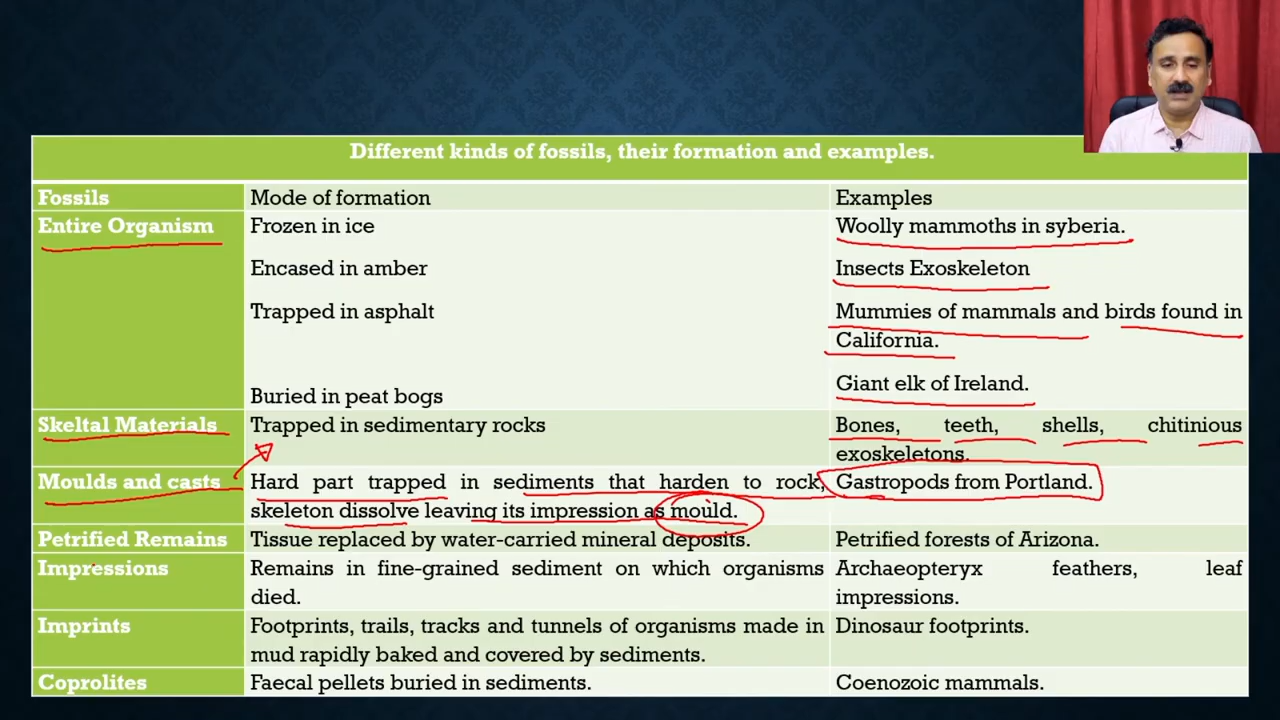 Different kinds of fossils, their formation and examples.
Fossils Mode of formation Examples
Entire Organism Frozen in ice Woolly mammoths in syberia.
Encased in amber Insects Exoskeleton
Trapped in asphalt Mummies of mammals and birds found in
California.
Buried in peat bogs Giant elk of Ireland.
Skeltal Materials Trapped in sedimentary rocks Bones, teeth, shells, chitinious
exoskeletons.
Moulds and casts Hard part trapped in sediments that harden to rock, Gastropods from Portland.
skeleton dissolve leaving its impression as mould.
Petrified Remains Tissue replaced by water-carried mineral deposits. Petrified forests of Arizona.
Impressions Remains in fine-grained sediment on which organisms Archaeopteryx feathers, leaf
died. impressions.
Imprints Footprints, trails, tracks and tunnels of organisms made in Dinosaur footprints.
mud rapidly baked and covered by sediments.
Coprolites Faecal pellets buried in sediments. Coenozoic mammals.